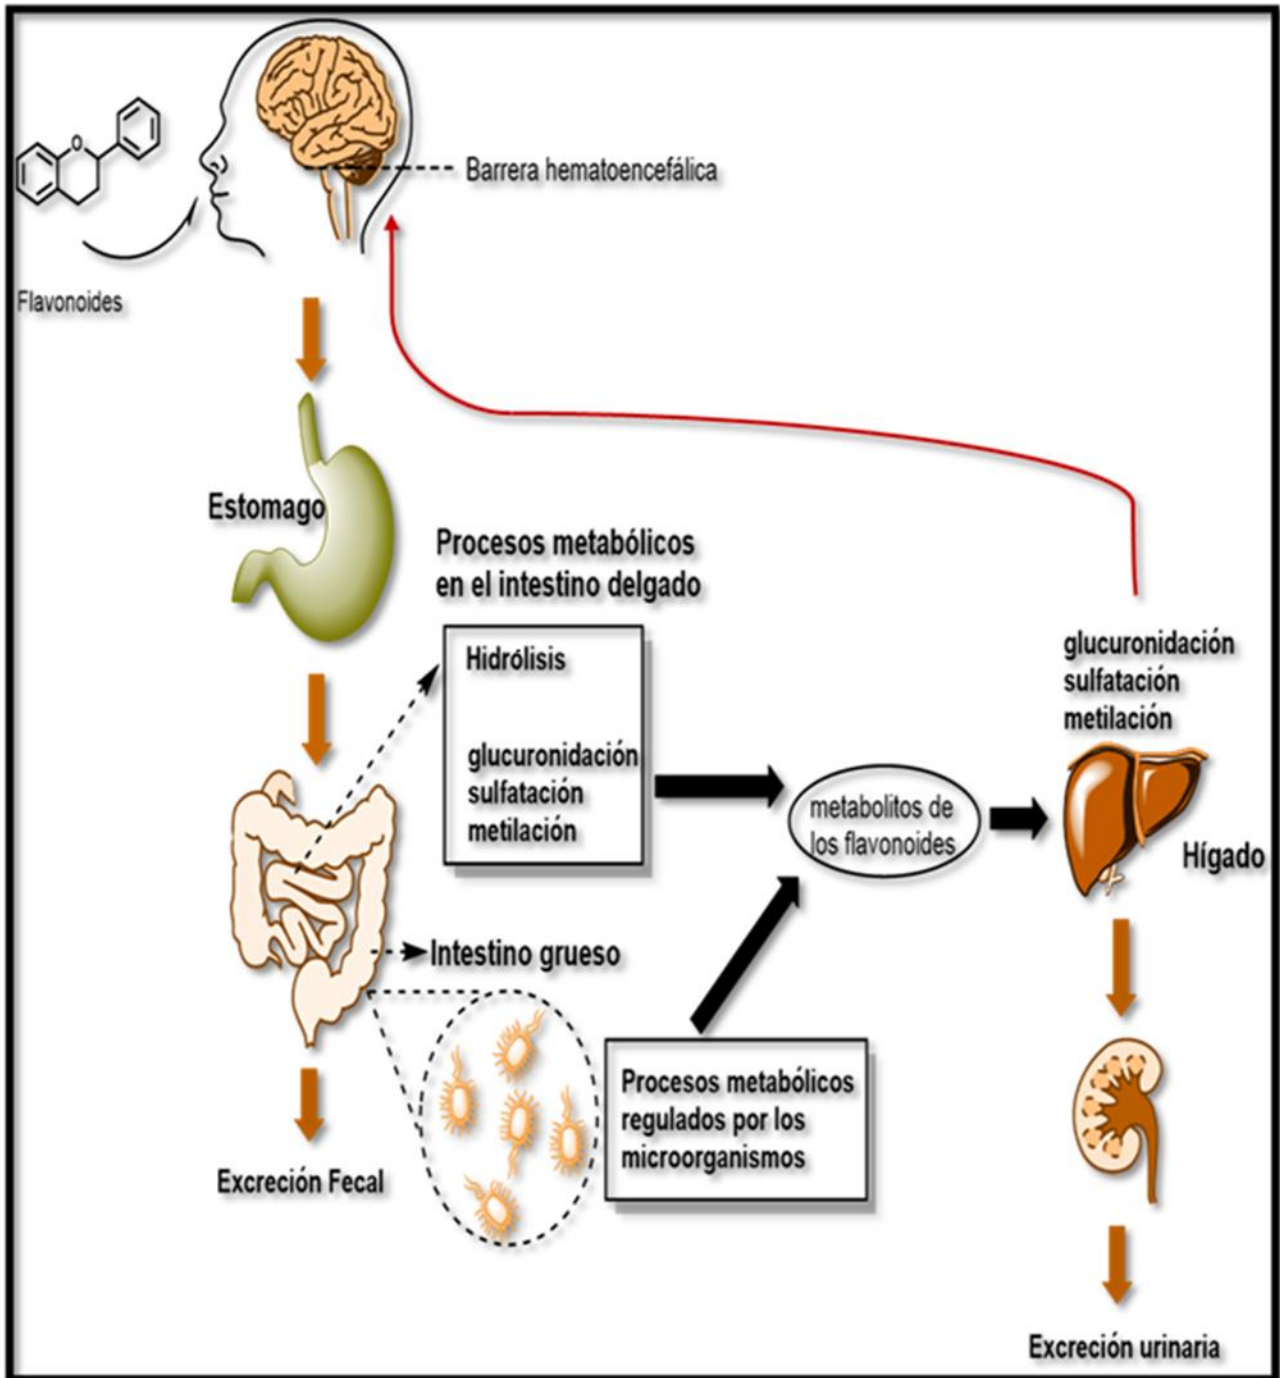 O
Barrera hematoencefálica
Flavonoides
Estomago
Procesos metabólicos
en el intestino delgado
Hidrólisis
glucuronidación
sulfatación
metilación
glucuronidación
sulfatación
metilación
metabolitos de
los flavonoides
Hígado
Intestino grueso
Procesos metabólicos
regulados por los
microorganismos
Excreción Fecal
Excreción urinaria